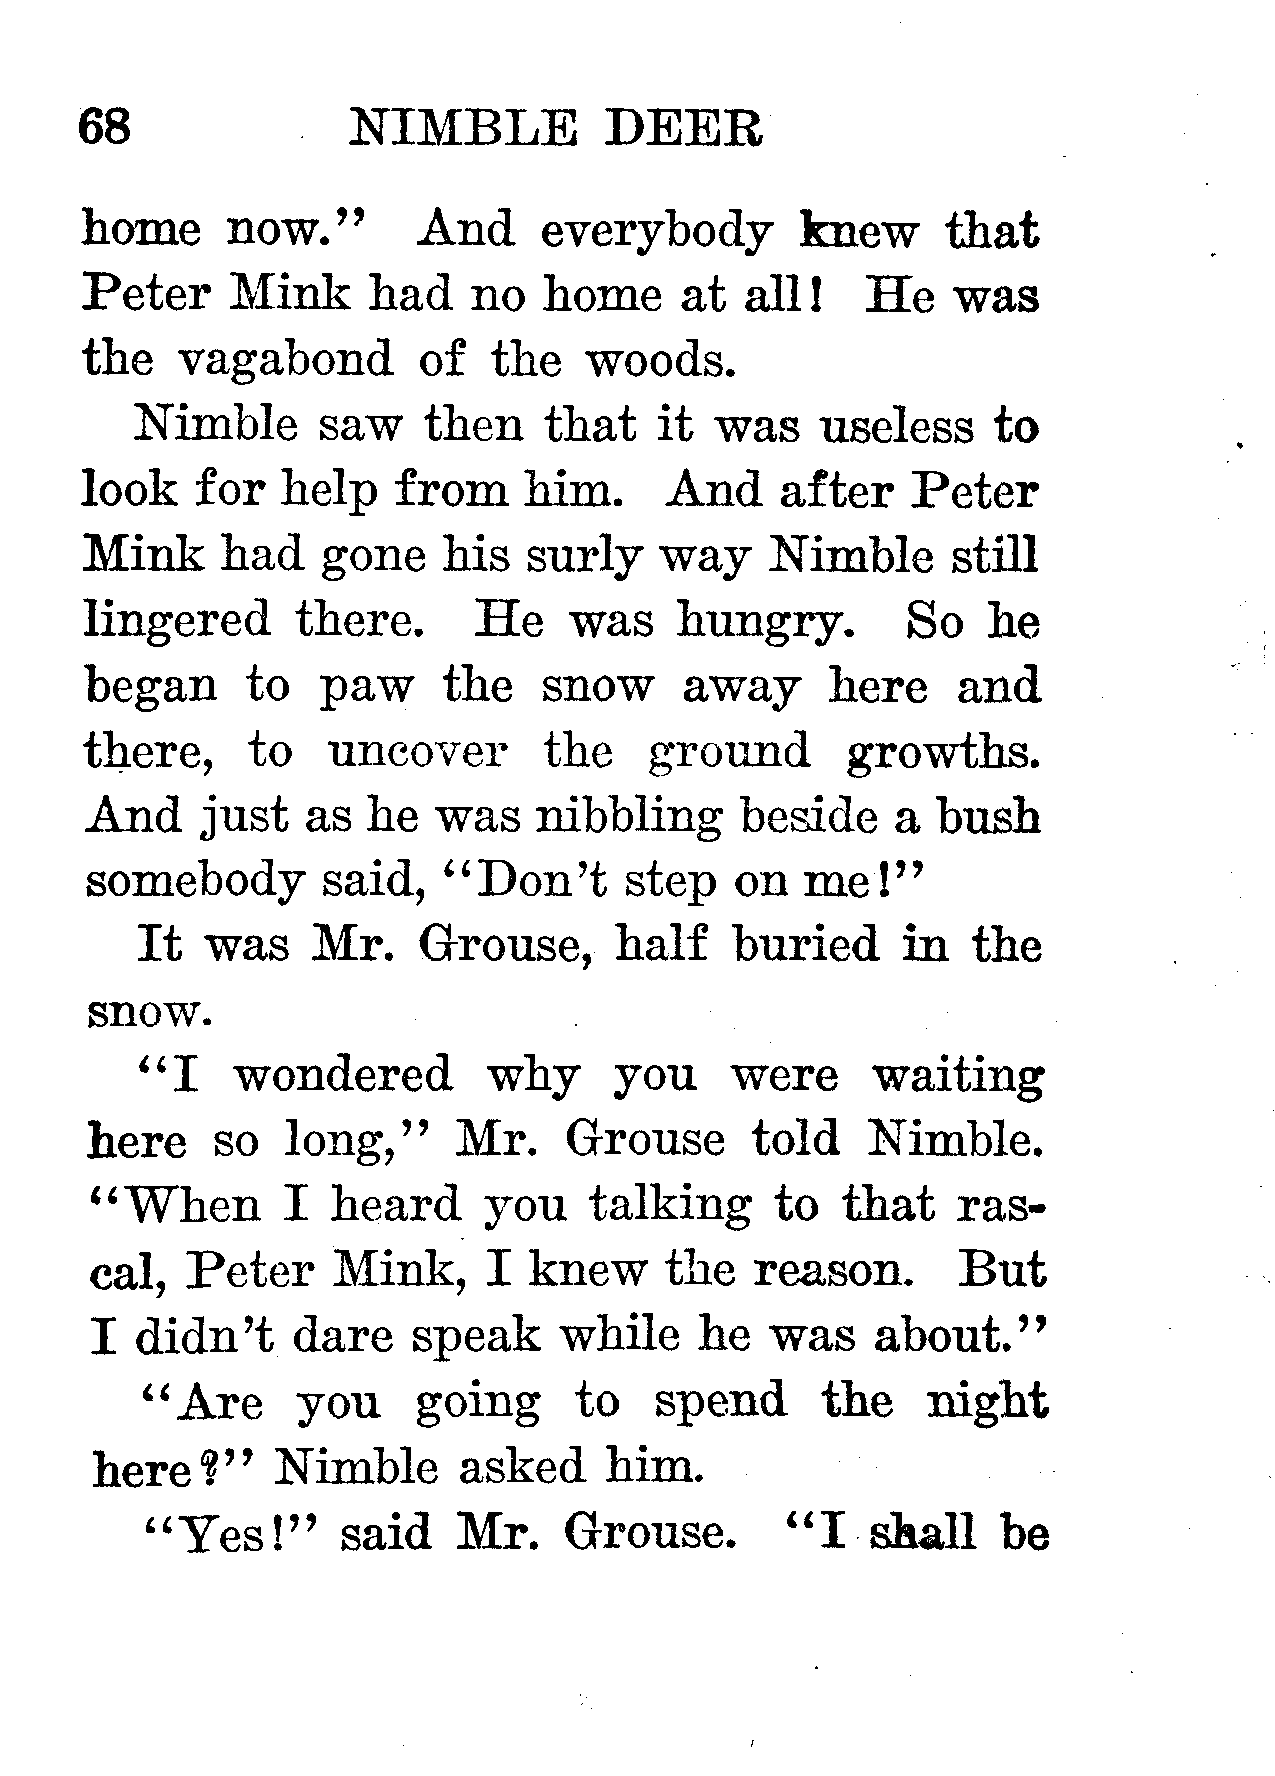 68 NIMBLE DEER
home now." And everybody knew that
Peter Mink had no home at all! He was
the vagabond of the woods.
Nimble saw then that it was useless to
look for help from him. And after Peter
Mink had gone his surly way Nimble still
lingered there. He was hungry. So he
began to paw the snow away here and
there, to uncover the ground growths.
And just as he was nibbling beside a bush
somebody said, "Don't step on me!"
It was Mr. Grouse, half buried in the
snow.
"I wondered why you were waiting
here so long," Mr. Grouse told Nimble.
"When I heard you talking to that ras-
cal, Peter Mink, I knew the reason. But
I didn't dare speak while he was about."
"Are you going to spend the night
here?" Nimble asked him.
"Yes!" said Mr. Grouse. "I shall be